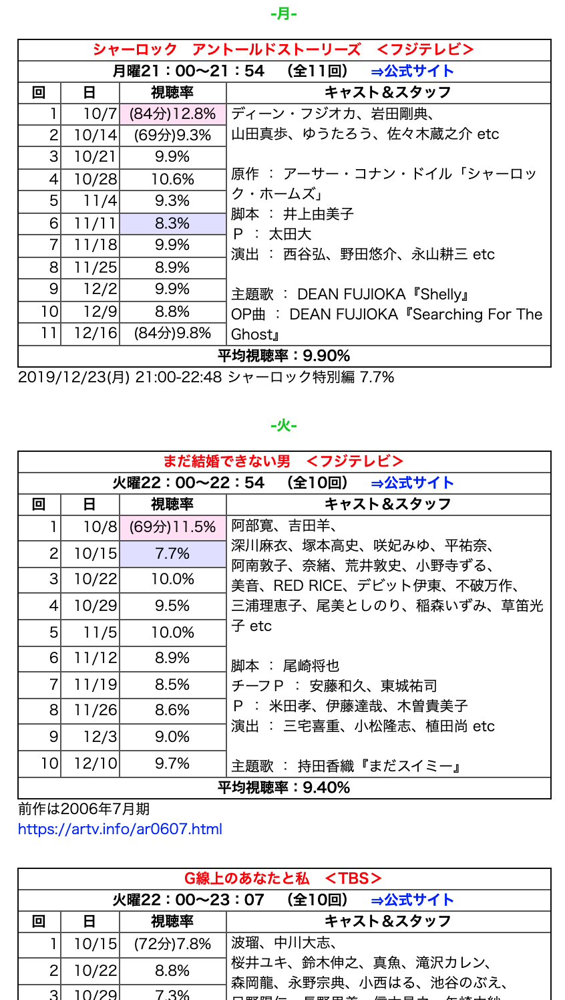 -月-
シャーロック　アントールドストーリーズ　＜フジテレビ＞
月曜21：00～21：54　（全11回）　⇒公式サイト
回 日 視聴率 キャスト＆スタッフ
1 10/7 (84分)12.8%
2 10/14 (69分)9.3%
3 10/21 9.9%
4 10/28 10.6%
5 11/4 9.3%
6 11/11 8.3%
7 11/18 9.9%
8 11/25 8.9%
9 12/2 9.9%
10 12/9 8.8%
11 12/16 (84分)9.8%
ディーン・フジオカ、岩田剛典、
山田真歩、ゆうたろう、佐々木蔵之介 etc
原作 ： アーサー・コナン・ドイル「シャーロッ
ク・ホームズ」
脚本 ： 井上由美子
Ｐ ： 太田大
演出 ： 西谷弘、野田悠介、永山耕三 etc
主題歌 ： DEAN FUJIOKA『Shelly』
OP曲 ： DEAN FUJIOKA『Searching For The
Ghost』
平均視聴率：9.90%
2019/12/23(月) 21:00-22:48 シャーロック特別編 7.7%
-火-
まだ結婚できない男　＜フジテレビ＞
火曜22：00～22：54　（全10回）　⇒公式サイト
回 日 視聴率 キャスト＆スタッフ
1 10/8 (69分)11.5%
2 10/15 7.7%
3 10/22 10.0%
4 10/29 9.5%
5 11/5 10.0%
6 11/12 8.9%
7 11/19 8.5%
8 11/26 8.6%
9 12/3 9.0%
10 12/10 9.7%
阿部寛、吉田羊、
深川麻衣、塚本高史、咲妃みゆ、平祐奈、
阿南敦子、奈緒、荒井敦史、小野寺ずる、
美音、RED RICE、デビット伊東、不破万作、
三浦理恵子、尾美としのり、稲森いずみ、草笛光
子 etc
脚本 ： 尾崎将也
チーフＰ ： 安藤和久、東城祐司
Ｐ ： 米田孝、伊藤達哉、木曽貴美子
演出 ： 三宅喜重、小松隆志、植田尚 etc
主題歌 ： 持田香織『まだスイミー』
平均視聴率：9.40%
前作は2006年7月期
https://artv.info/ar0607.html
G線上のあなたと私　＜TBS＞
火曜22：00～23：07　（全10回）　⇒公式サイト
回 日 視聴率 キャスト＆スタッフ
1 10/15 (72分)7.8%
2 10/22 8.8%
3 10/29 7.3%
波瑠、中川大志、
桜井ユキ、鈴木伸之、真魚、滝沢カレン、
森岡龍、永野宗典、小西はる、池谷のぶえ、